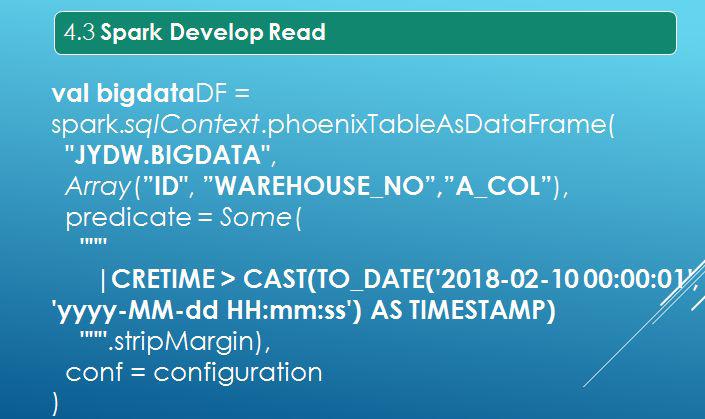 4.3 Spark Develop Read
val bigdataDF =
spark.sqlContext.phoenixTableAsDataFrame(
"JYDW.BIGDATA",
Array(”ID", ”WAREHOUSE_NO”,”A_COL”),
predicate = Some(
"""
|CRETIME > CAST(TO_DATE('2018-02-10 00:00:01',
'yyyy-MM-dd HH:mm:ss') AS TIMESTAMP)
""".stripMargin),
conf = configuration
)